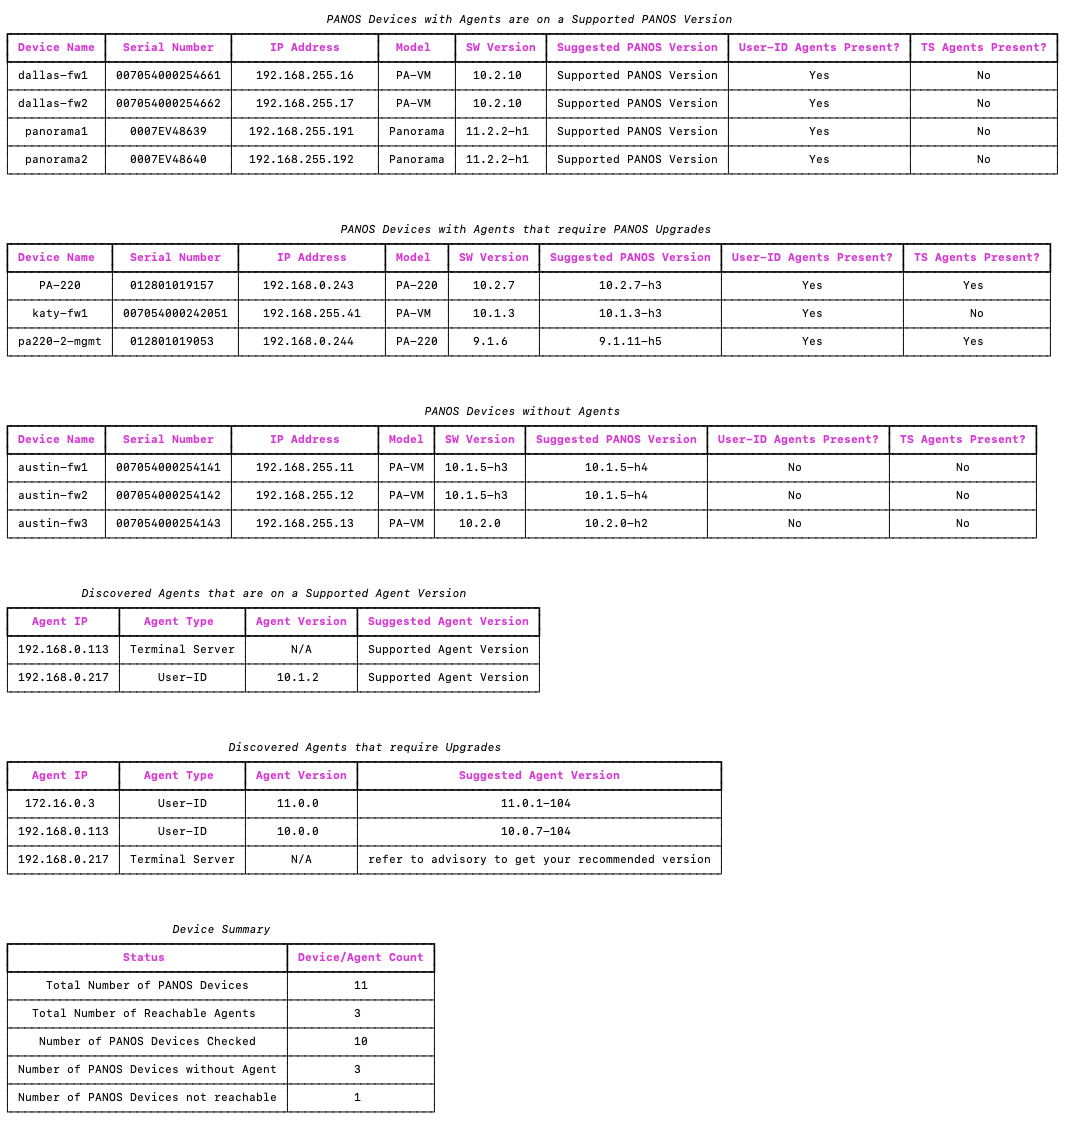 PANOS Devices with Agents are on a Supported PANOS Version
Device Name Serial Number IP Address Model SW Version Suggested PANOS Version User-ID Agents Present? TS Agents Present?
dallas-fw1 007054000254661 192.168.255.16 PA-VM 10.2.10 Supported PANOS Version Yes No
dallas-fw2 007054000254662 192.168.255.17 PA-VM 10.2.10 Supported PANOS Version Yes No
panorama1 0007EV48639 192.168.255.191 Panorama 11.2.2-h1 Supported PANOS Version Yes No
panorama2 0007EV48640 192.168.255.192 Panorama 11.2.2-h1 Supported PANOS Version Yes No
PANOS Devices with Agents that require PANOS Upgrades
Device Name Serial Number IP Address Model SW Version Suggested PANOS Version User-ID Agents Present? TS Agents Present?
PA-220 012801019157 192.168.0.243 PA-220 10.2.7 10.2.7-h3 Yes Yes
katy-fw1 007054000242051 192.168.255.41 PA-VM 10.1.3 10.1.3-h3 Yes No
pa220-2-mgmt 012801019053 192.168.0.244 PA-220 9.1.6 9.1.11-h5 Yes Yes
PANOS Devices without Agents
Device Name Serial Number IP Address Model SW Version Suggested PANOS Version User-ID Agents Present? TS Agents Present?
austin-fw1 007054000254141 192.168.255.11 PA-VM 10.1.5-h3 10.1.5-h4 No No
austin-fw2 007054000254142 192.168.255.12 PA-VM 10.1.5-h3 10.1.5-h4 No No
austin-fw3 007054000254143 192.168.255.13 PA-VM 10.2.0 10.2.0-h2 No No
Discovered Agents that are on a Supported Agent Version
Agent IP Agent Type Agent Version Suggested Agent Version
192.168.0.113 Terminal Server N/A Supported Agent Version
192.168.0.217 User-ID 10.1.2 Supported Agent Version
Discovered Agents that require Upgrades
Agent IP Agent Type Agent Version Suggested Agent Version
172.16.0.3 User-ID 11.0.0 11.0.1-104
192.168.0.113 User-ID 10.0.0 10.0.7-104
192.168.0.217 Terminal Server N/A refer to advisory to get your recommended version
Device Summary
Status Device/Agent Count
Total Number of PANOS Devices 11
Total Number of Reachable Agents 3
Number of PANOS Devices Checked 10
Number of PANOS Devices without Agent 3
Number of PANOS Devices not reachable 1